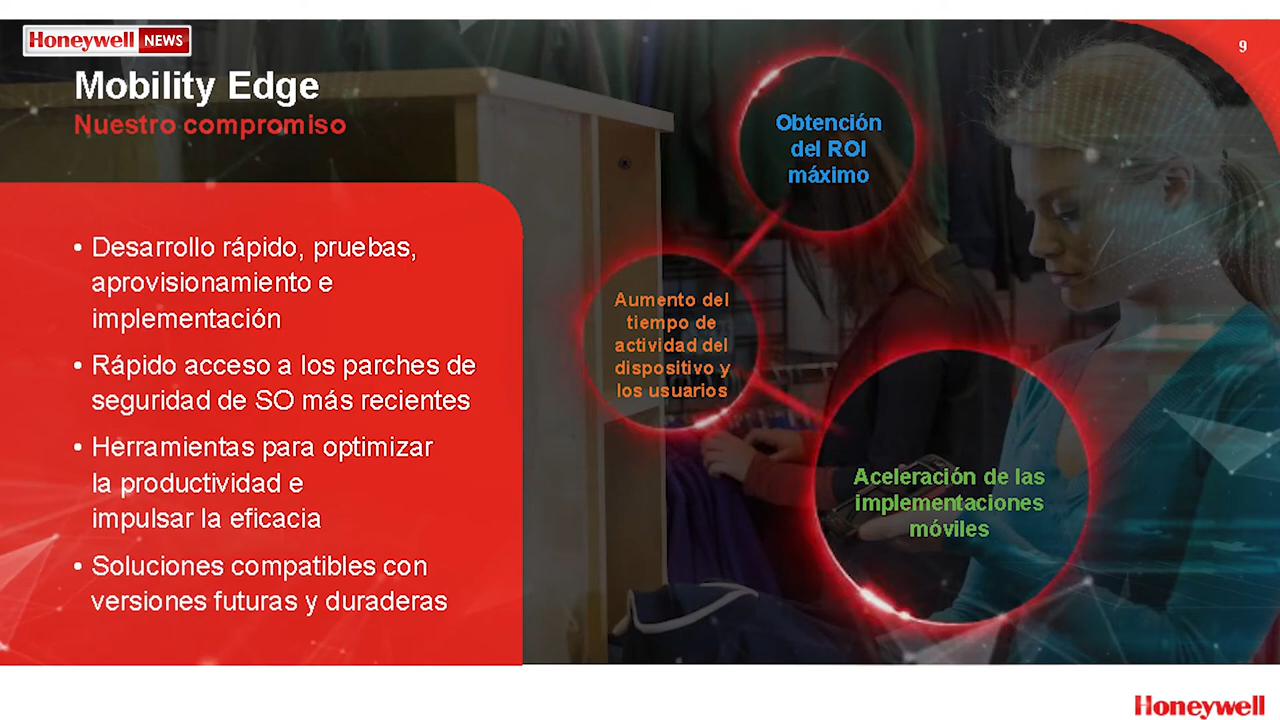 Honeywell NEWS
9
Mobility Edge
Nuestro compromiso
• Desarrollo rápido, pruebas,
aprovisionamiento e
implementación
• Rápido acceso a los parches de
seguridad de SO más recientes
• Herramientas para optimizar
la productividad e
impulsar la eficacia
• Soluciones compatibles con
versiones futuras y duraderas
Obtención
del ROI
máximo
Aumento del
tiempo de
actividad del
dispositivo y
los usuarios
Aceleración de las
implementaciones
móviles
Honeywell